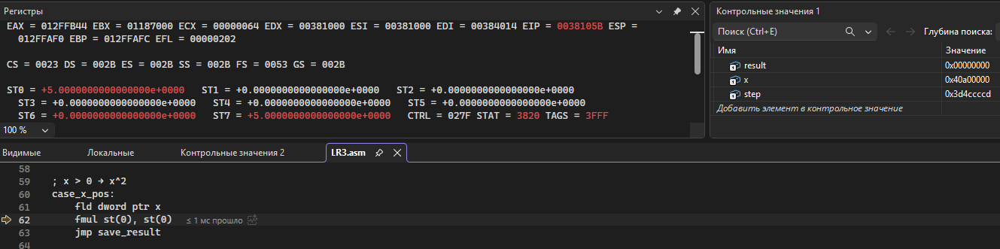 Регистры
EAX = 012FFB44 EBX = 01187000 ECX = 00000064 EDX = 00381000 ESI = 00381000 EDI = 00384014 EIP = 0038105B ESP =
012FFAF0 EBP = 012FFAFC EFL = 00000202
CS = 0023 DS = 002B ES = 002B SS = 002B FS = 0053 GS = 002B
ST0 = +5.0000000000000000e+0000 ST1 = +0.0000000000000000e+0000 ST2 = +0.0000000000000000e+0000
ST3 = +0.0000000000000000e+0000 ST4 = +0.0000000000000000e+0000 ST5 = +0.0000000000000000e+0000
ST6 = +0.0000000000000000e+0000 ST7 = +5.0000000000000000e+0000 CTRL = 027F STAT = 3820 TAGS = 3FFF
100 %
Контрольные значения 1
Поиск (Ctrl+E) Глубина поиска:
Имя Значение
result 0x00000000
x 0x40a00000
step 0x3d4ccccd
Добавить элемент в контрольное значение
Видимые Локальные Контрольные значения 2 LR3.asm
58
59 ; x > 0 → x^2
60 case_x_pos:
61 fld dword ptr x
62 fmul st(0), st(0) ≤ 1 мс прошло
63 jmp save_result
64